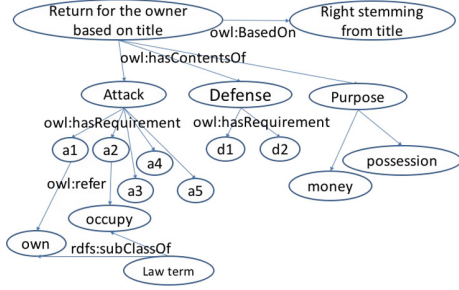 Return for the owner
based on title
Right stemming
from title
owl:BasedOn
owl:hasContentsOf
Attack
Defense
Purpose
owl:hasRequirement
owl:hasRequirement
a1
a2
a4
d1
d2
possession
a3
a5
money
owl:refer
occupy
own
rdfs:subClassOf
Law term